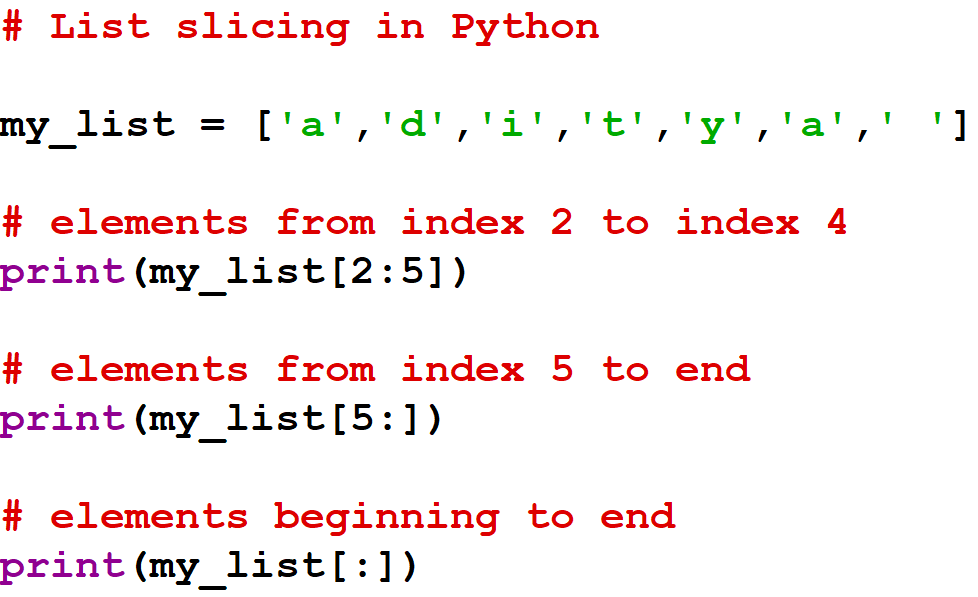 # List slicing in Python
my_list = ['a','d','i','t','y','a',' ']
# elements from index 2 to index 4
print(my_list[2:5])
# elements from index 5 to end
print(my_list[5:])
# elements beginning to end
print(my_list[:])